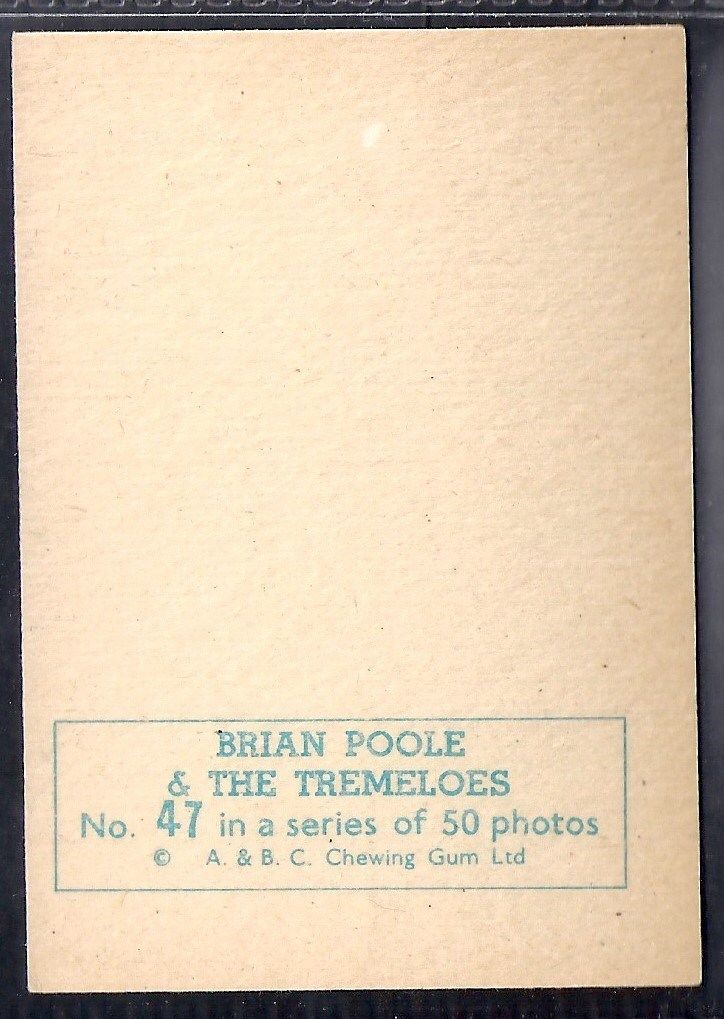 BRIAN POOLE
& THE TREMELOES
No. 47 in a series of 50 photos
© A. & B. C. Chewing Gum Ltd